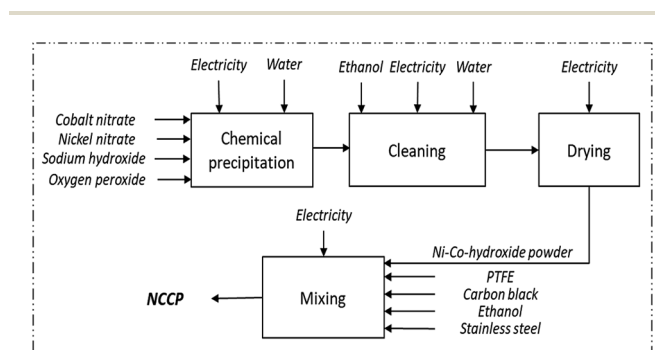 Electricity Water Ethanol Electricity Water Electricity
Cobalt nitrate
Nickel nitrate
Sodium hydroxide
Oxygen peroxide
Chemical
precipitation
Cleaning
Drying
Electricity
Ni-Co-hydroxide powder
PTFE
Carbon black
Ethanol
Stainless steel
Mixing
NCCP